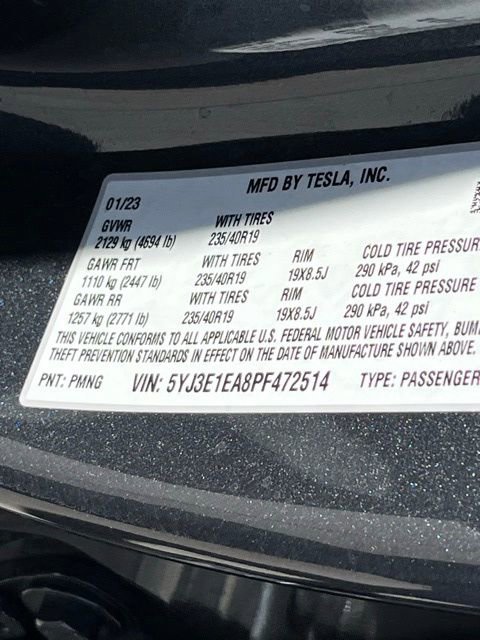 MFD BY TESLA, INC.
01/23
GVWR WITH TIRES
2129 kg (4694 lb) 235/40R19
GAWR FRT WITH TIRES RIM COLD TIRE PRESSUR
1110 kg (2447 lb) 235/40R19 19X8.5J 290 kPa, 42 psi
GAWR RR WITH TIRES RIM COLD TIRE PRESSURE
1257 kg (2771 lb) 235/40R19 19X8.5J 290 kPa, 42 psi
THIS VEHICLE CONFORMS TO ALL APPLICABLE U.S. FEDERAL MOTOR VEHICLE SAFETY, BUM
THEFT PREVENTION STANDARDS IN EFFECT ON THE DATE OF MANUFACTURE SHOWN ABOVE.
PNT: PMNG VIN: 5YJ3E1EA8PF472514 TYPE: PASSENGER